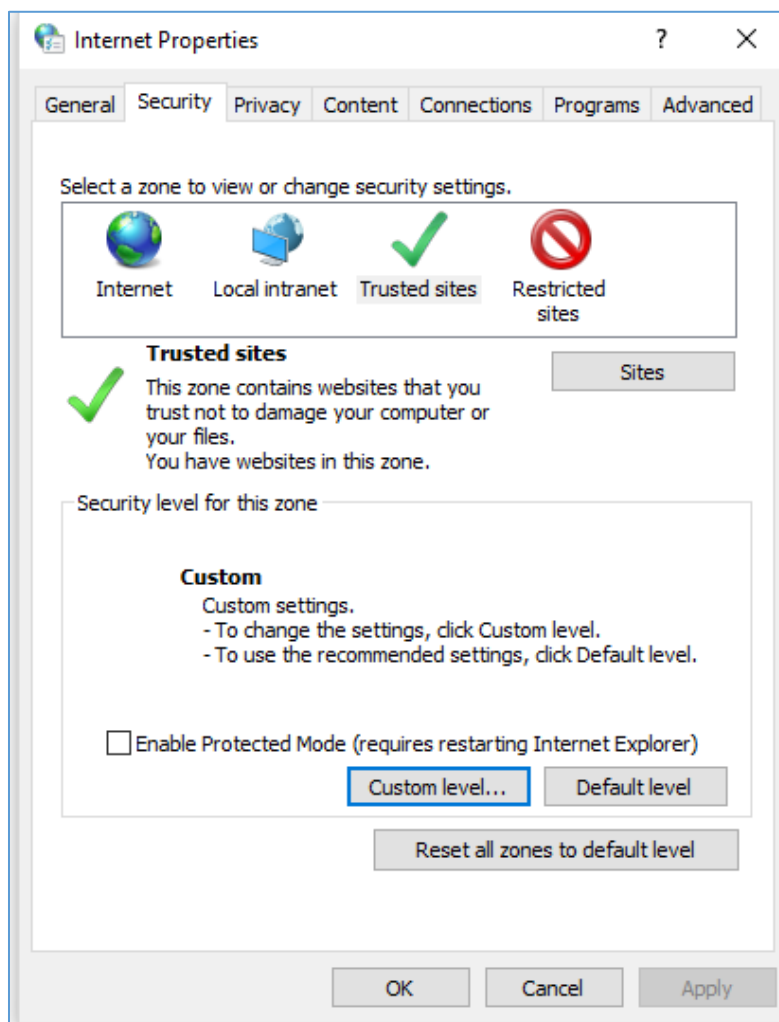 Internet Properties
?
General Security Privacy Content Connections Programs Advanced
Select a zone to view or change security settings.
Internet Local intranet Trusted sites Restricted
sites
Trusted sites
Sites
This zone contains websites that you
trust not to damage your computer or
your files.
You have websites in this zone.
Security level for this zone
Custom
Custom settings.
- To change the settings, click Custom level.
- To use the recommended settings, click Default level.
Enable Protected Mode (requires restarting Internet Explorer)
Custom level... Default level
Reset all zones to default level
OK Cancel Apply